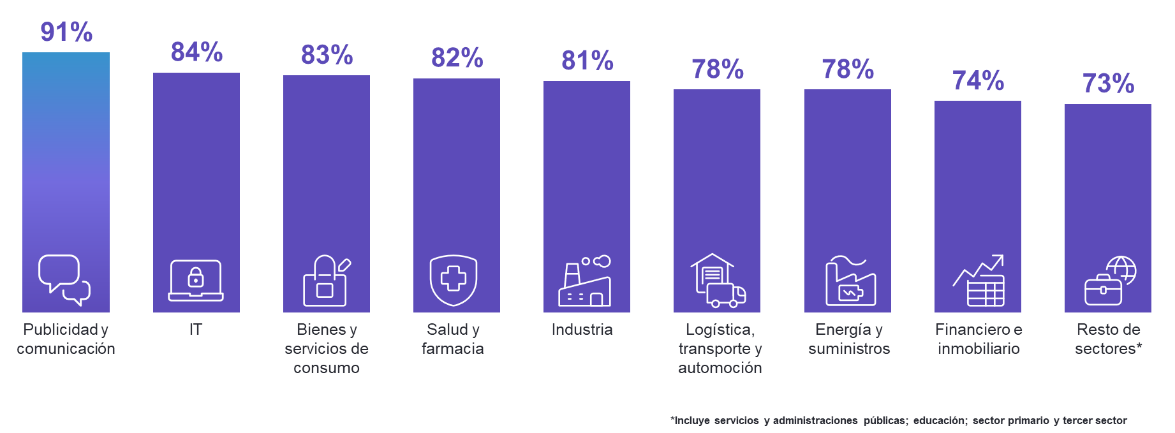 91%
84%
83%
82%
81%
78%
78%
74%
73%
Publicidad y
comunicación
IT
Bienes y
servicios de
consumo
Salud y
farmacia
Industria
Logística,
transporte y
automoción
Energía y
suministros
Financiero e
inmobiliario
Resto de
sectores*
*Incluye servicios y administraciones públicas; educación; sector primario y tercer sector